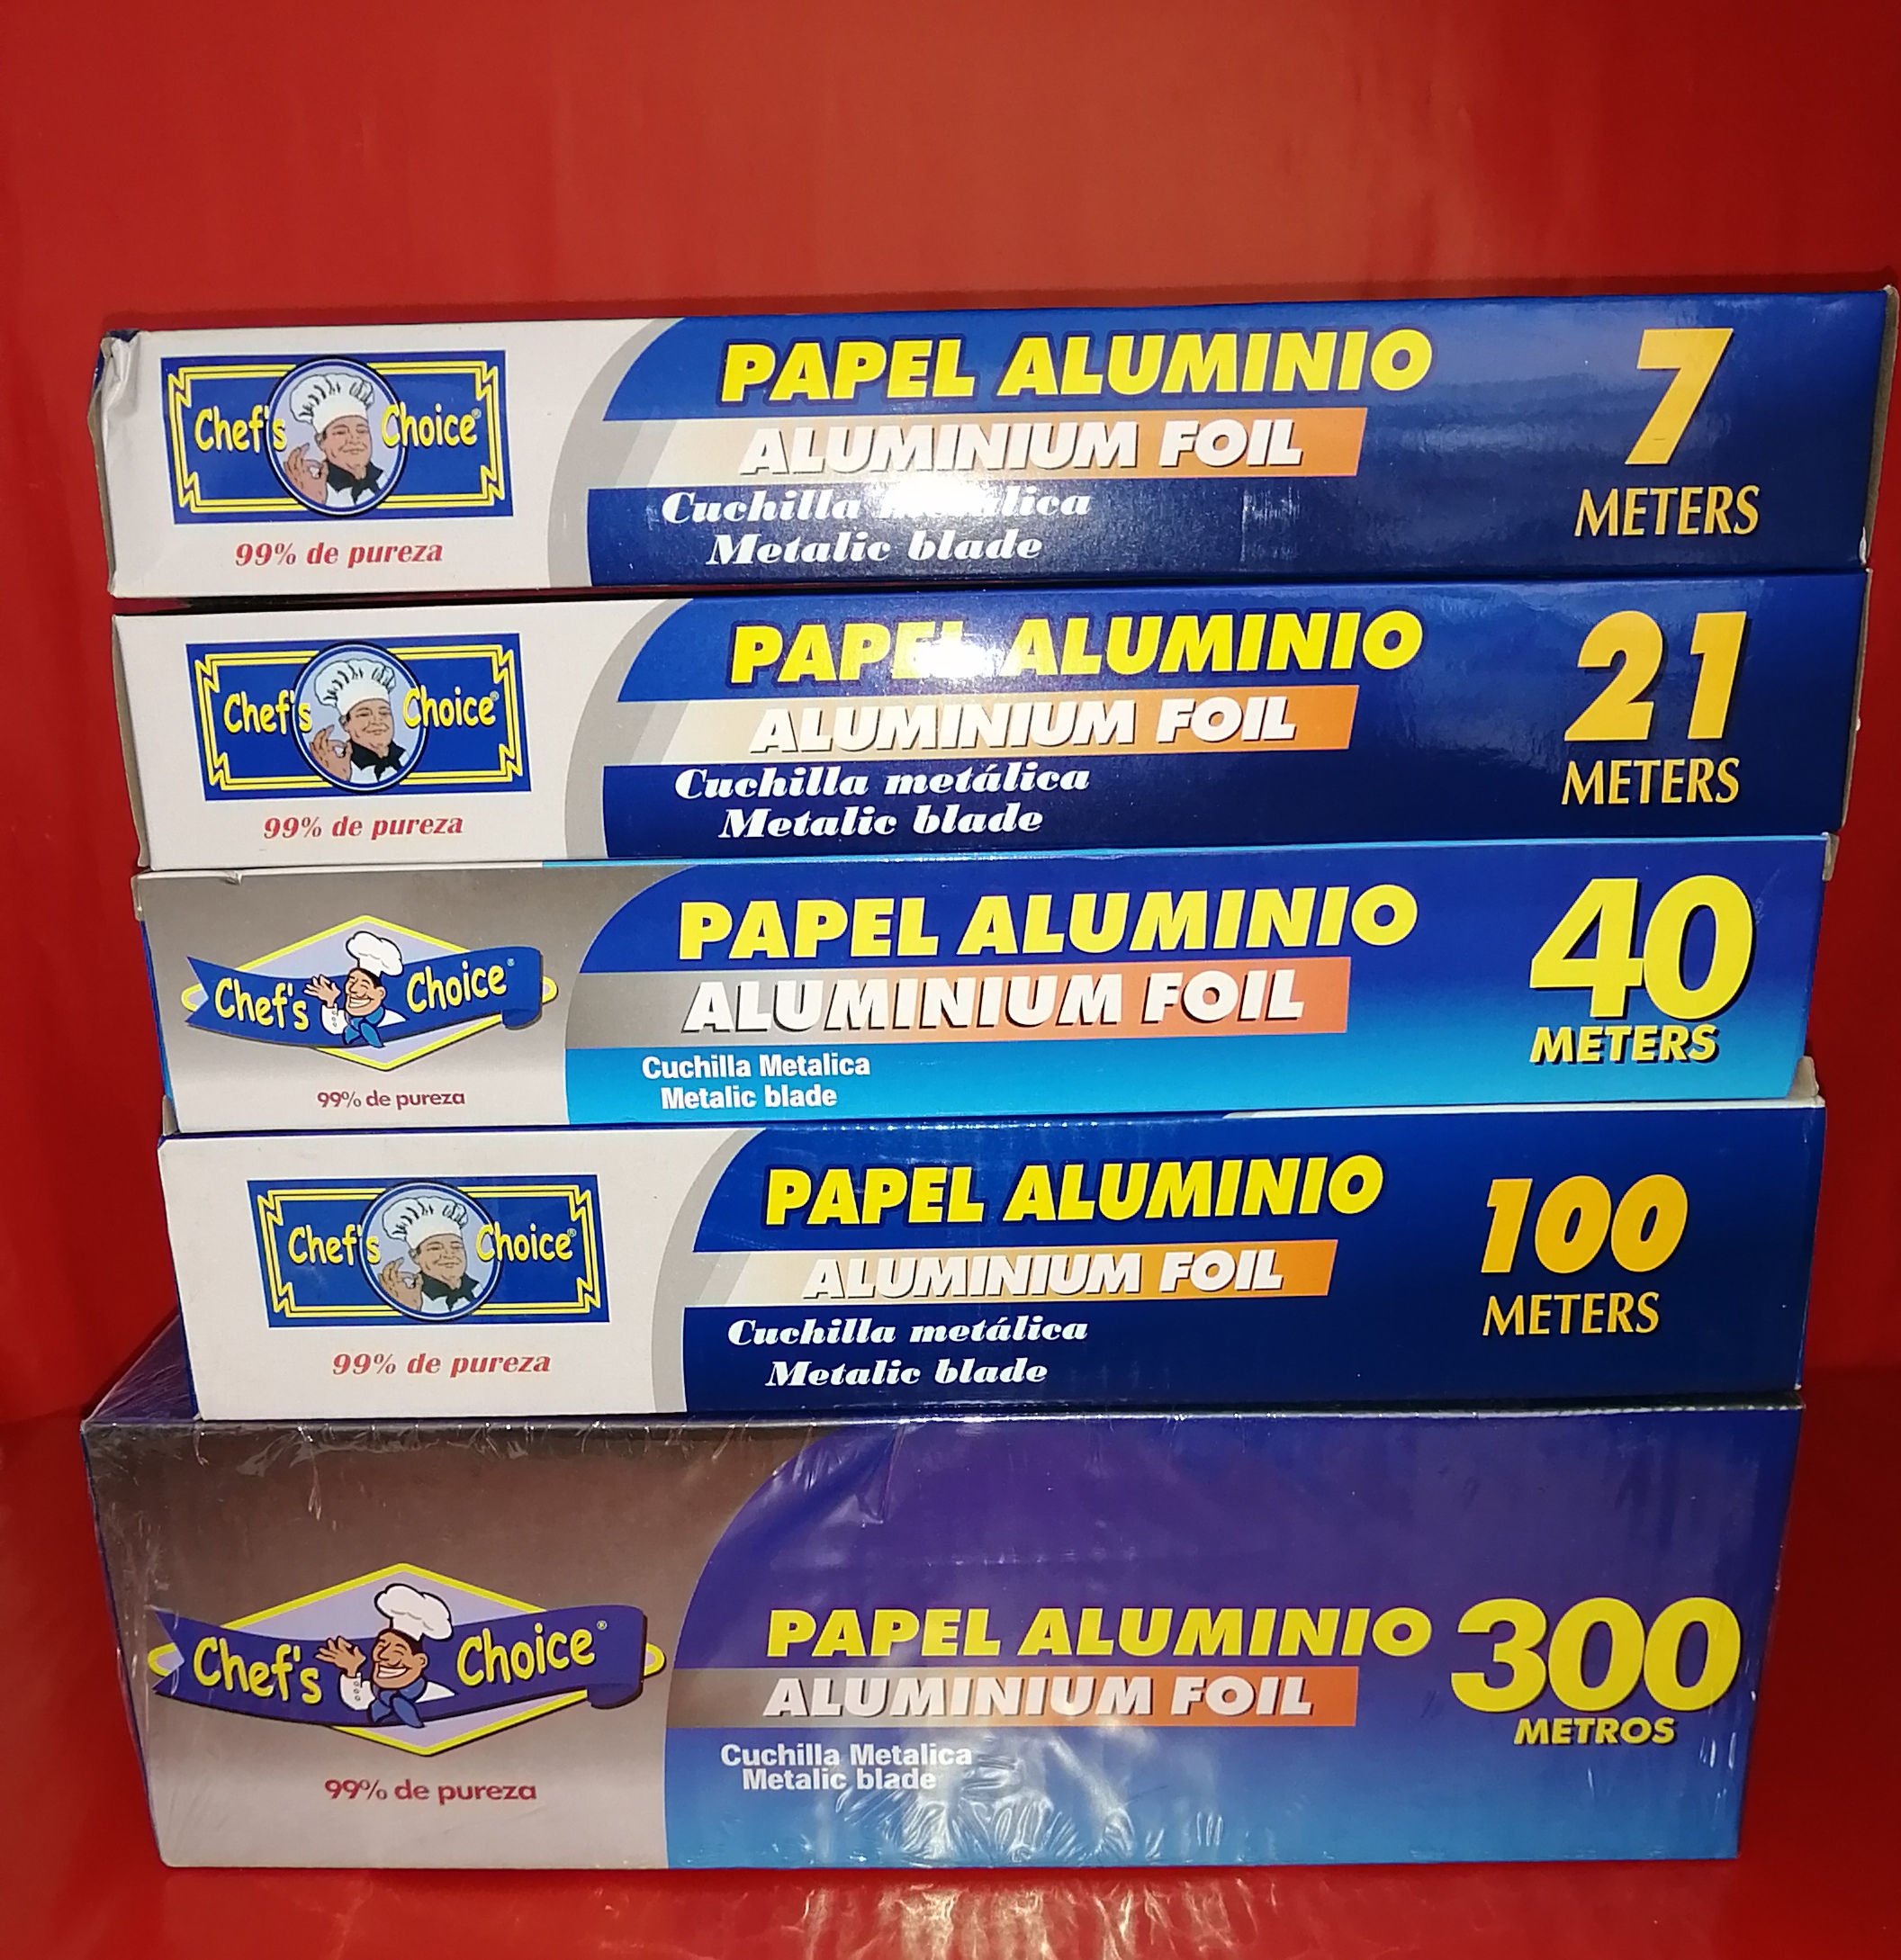 Chef's Choice®
99% de pureza
PAPEL ALUMINIO
ALUMINIUM FOIL
Cuchilla metálica
Metalic blade
7
METERS
Chef's Choice®
99% de pureza
PAPEL ALUMINIO
ALUMINIUM FOIL
Cuchilla metálica
Metalic blade
21
METERS
Chef's Choice®
99% de pureza
PAPEL ALUMINIO
ALUMINIUM FOIL
Cuchilla Metalica
Metalic blade
40
METERS
Chef's Choice®
99% de pureza
PAPEL ALUMINIO
ALUMINIUM FOIL
Cuchilla metálica
Metalic blade
100
METERS
Chef's Choice®
99% de pureza
PAPEL ALUMINIO
ALUMINIUM FOIL
Cuchilla Metalica
Metalic blade
300
METROS